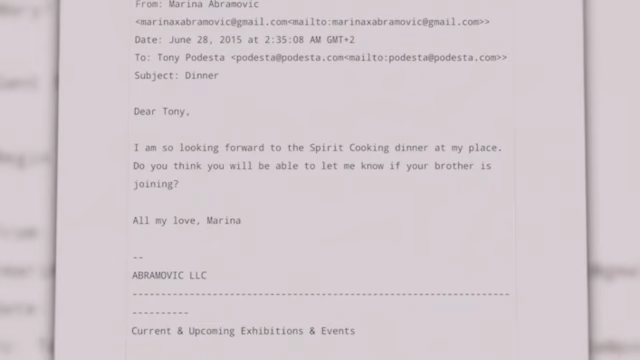 From: Marina Abramovic
<marinaxabramovic@gmail.com<mailto:marinaxabramovic@gmail.com>>
Date: June 28, 2015 at 2:35:08 AM GMT+2
To: Tony Podesta <podesta@podesta.com<mailto:podesta@podesta.com>>
Subject: Dinner
Dear Tony,
I am so looking forward to the Spirit Cooking dinner at my place.
Do you think you will be able to let me know if your brother is
joining?
All my love, Marina
--
ABRAMOVIC LLC
-------------------------------------------------------------------
----------
Current & Upcoming Exhibitions & Events